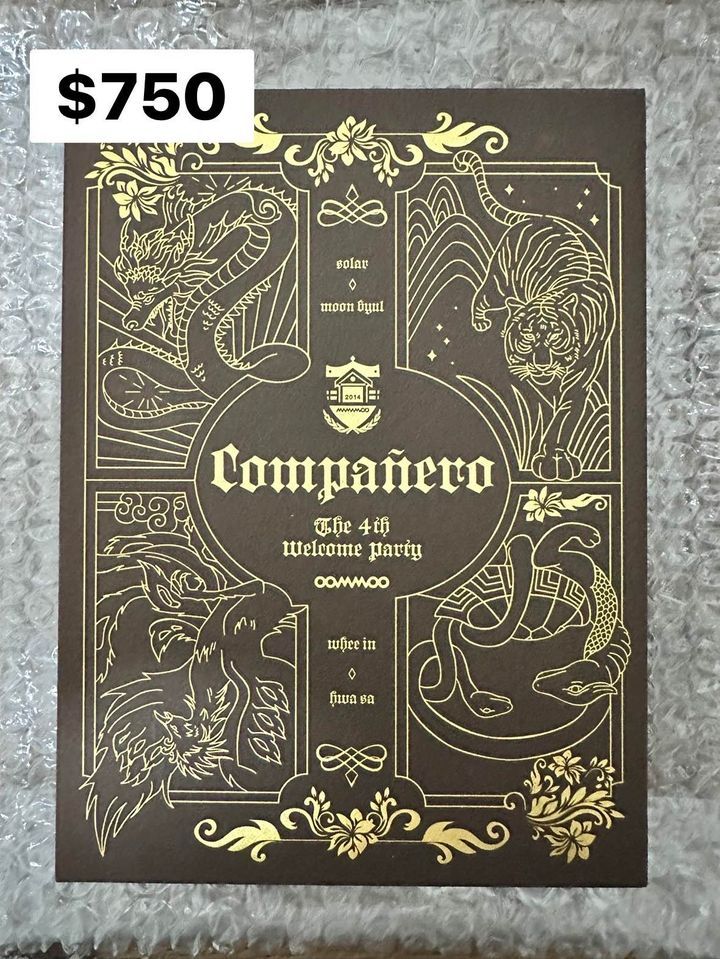 $750
solar
moon byul
2014
MAMAMOO
Compañero
The 4th
Welcome Party
whee in
hwa sa